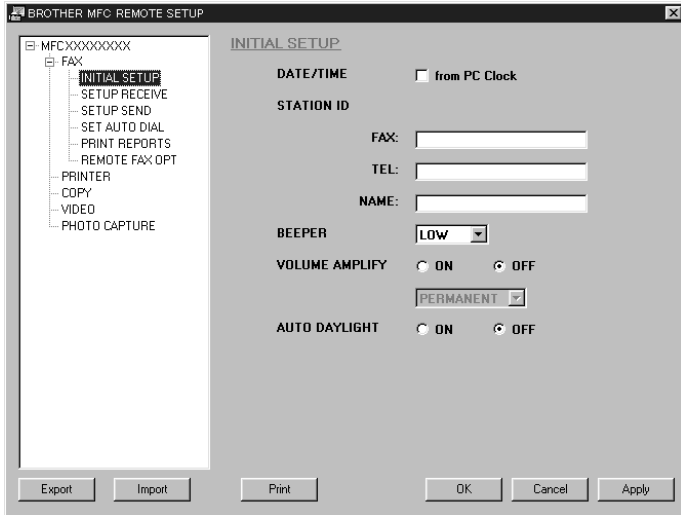 BROTHER MFC REMOTE SETUP
MFCXXXXXXXX
FAX
INITIAL SETUP
SETUP RECEIVE
SETUP SEND
SET AUTO DIAL
PRINT REPORTS
REMOTE FAX OPT
PRINTER
COPY
VIDEO
PHOTO CAPTURE
INITIAL SETUP
DATE/TIME from PC Clock
STATION ID
FAX:
TEL:
NAME:
BEEPER LOW
VOLUME AMPLIFY ON OFF
PERMANENT
AUTO DAYLIGHT ON OFF
Export Import Print OK Cancel Apply